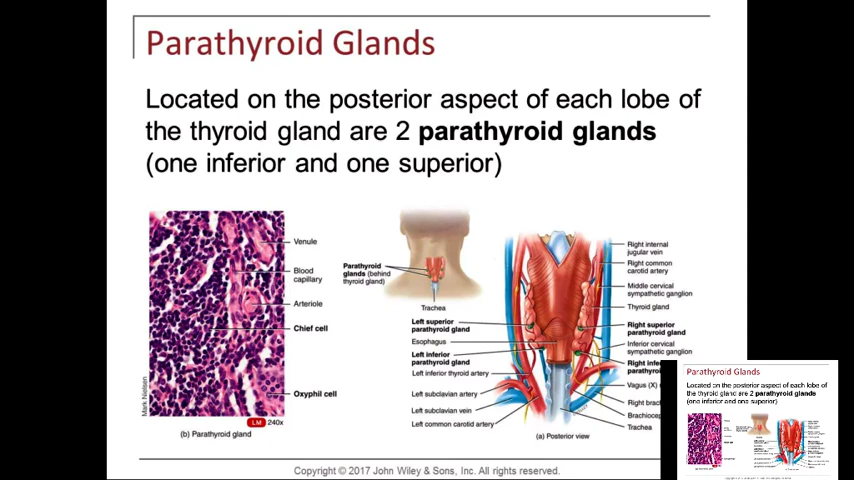 Parathyroid Glands
Located on the posterior aspect of each lobe of
the thyroid gland are 2 parathyroid glands
(one inferior and one superior)
Venule
Blood
capillary
Arteriole
Chief cell
Oxyphil cell
Mark Nielsen
LM 240x
(b) Parathyroid gland
Parathyroid
glands (behind
thyroid gland)
Trachea
Left superior
parathyroid gland
Esophagus
Left inferior
parathyroid gland
Left inferior thyroid artery
Left subclavian artery
Left subclavian vein
Left common carotid artery
Right internal
jugular vein
Right common
carotid artery
Middle cervical
sympathetic ganglion
Thyroid gland
Right superior
parathyroid gland
Inferior cervical
sympathetic ganglion
Right
Vagus (X)
Right
Trachea
(a) Posterior view
Copyright © 2017 John Wiley & Sons, Inc. All rights reserved.
Parathyroid Glands
Located on the posterior aspect of each lobe of
the thyroid gland are 2 parathyroid glands
(one inferior and one superior)